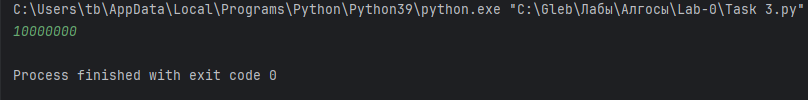 C:\Users\tb\AppData\Local\Programs\Python\Python39\python.exe "C:\Gleb\Лабы\Алгосы\Lab-0\Task 3.py"
10000000
Process finished with exit code 0